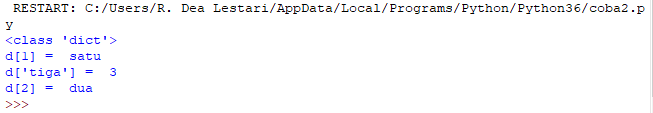 RESTART: C:/Users/R. Dea Lestari/AppData/Local/Programs/Python/Python36/coba2.p
y
<class 'dict'>
d[1] =  satu
d['tiga'] =  3
d[2] =  dua
>>>